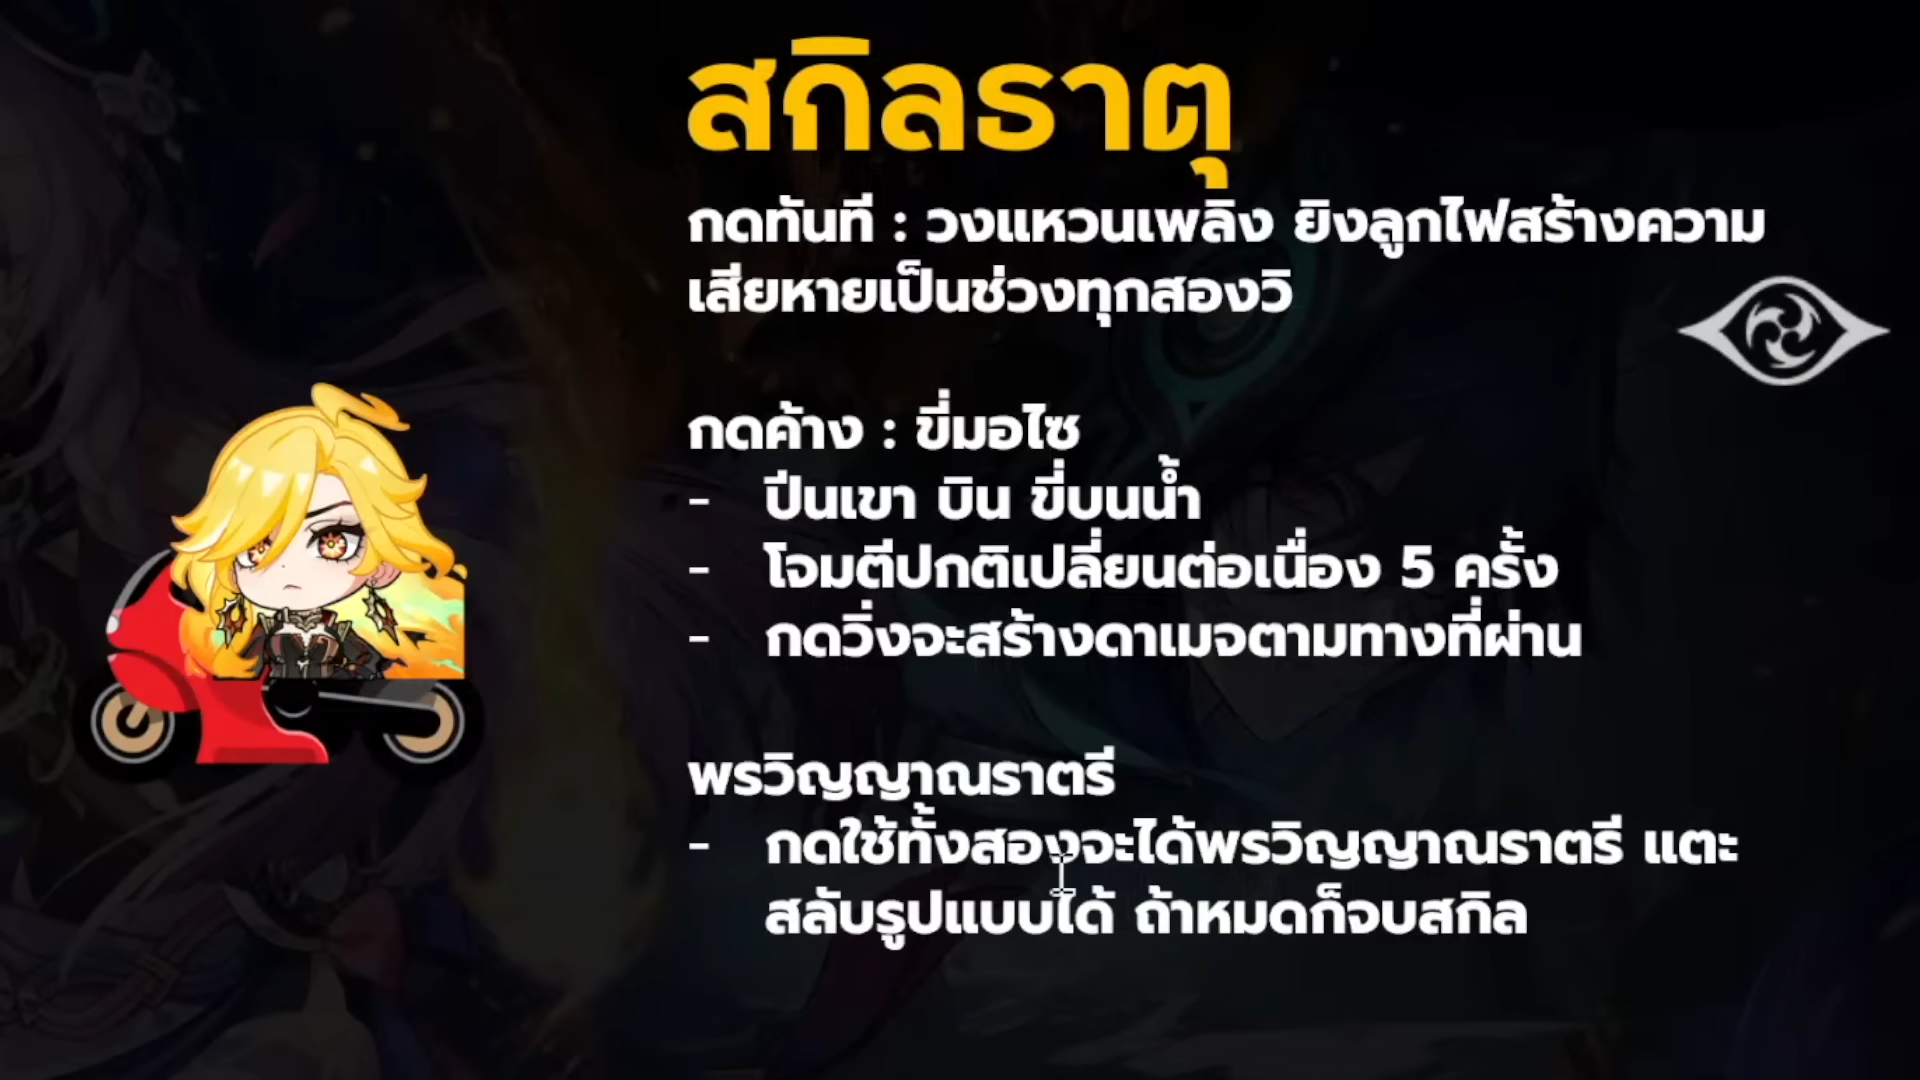 สกิลธาตุ
กดทันที : วงแหวนเพลิง ยิงลูกไฟสร้างความ
เสียหายเป็นช่วงทุกสองวิ
กดค้าง : ขี่มอไซ
- ปีนเขา บิน ขี่บนน้ำ
- โจมตีปกติเปลี่ยนต่อเนื่อง 5 ครั้ง
- กดวิ่งจะสร้างดาเมจตามทางที่ผ่าน
พรวิญญาณราตรี
- กดใช้ทั้งสองจะได้พรวิญญาณราตรี แตะ
สลับรูปแบบได้ ถ้าหมดก็จบสกิล